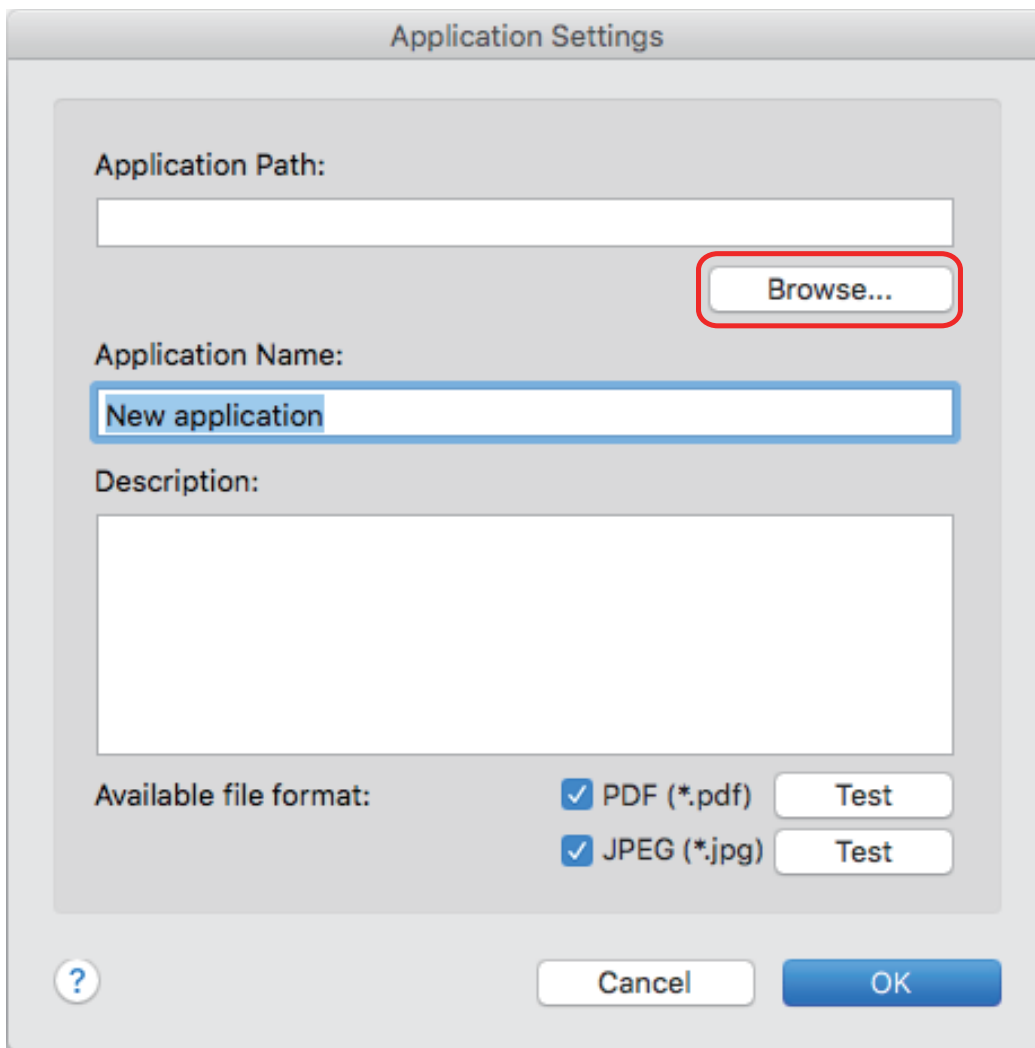 Application Settings
Application Path:
Browse...
Application Name:
New application
Description:
Available file format:
PDF (*.pdf)
Test
JPEG (*.jpg)
Test
?
Cancel
OK